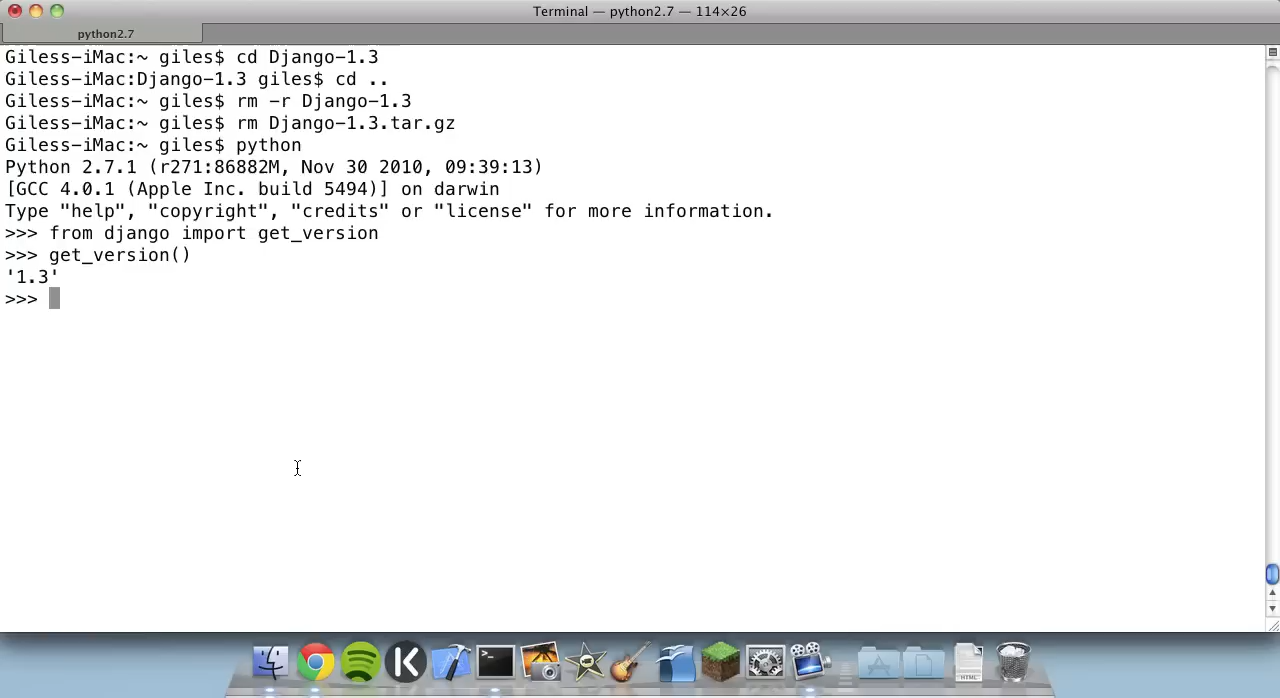 Terminal — python2.7 — 114×26
python2.7
Giless-iMac:~ giles$ cd Django-1.3
Giless-iMac:Django-1.3 giles$ cd ..
Giless-iMac:~ giles$ rm -r Django-1.3
Giless-iMac:~ giles$ rm Django-1.3.tar.gz
Giless-iMac:~ giles$ python
Python 2.7.1 (r271:86882M, Nov 30 2010, 09:39:13)
[GCC 4.0.1 (Apple Inc. build 5494)] on darwin
Type "help", "copyright", "credits" or "license" for more information.
>>> from django import get_version
>>> get_version()
'1.3'
>>>
HTML